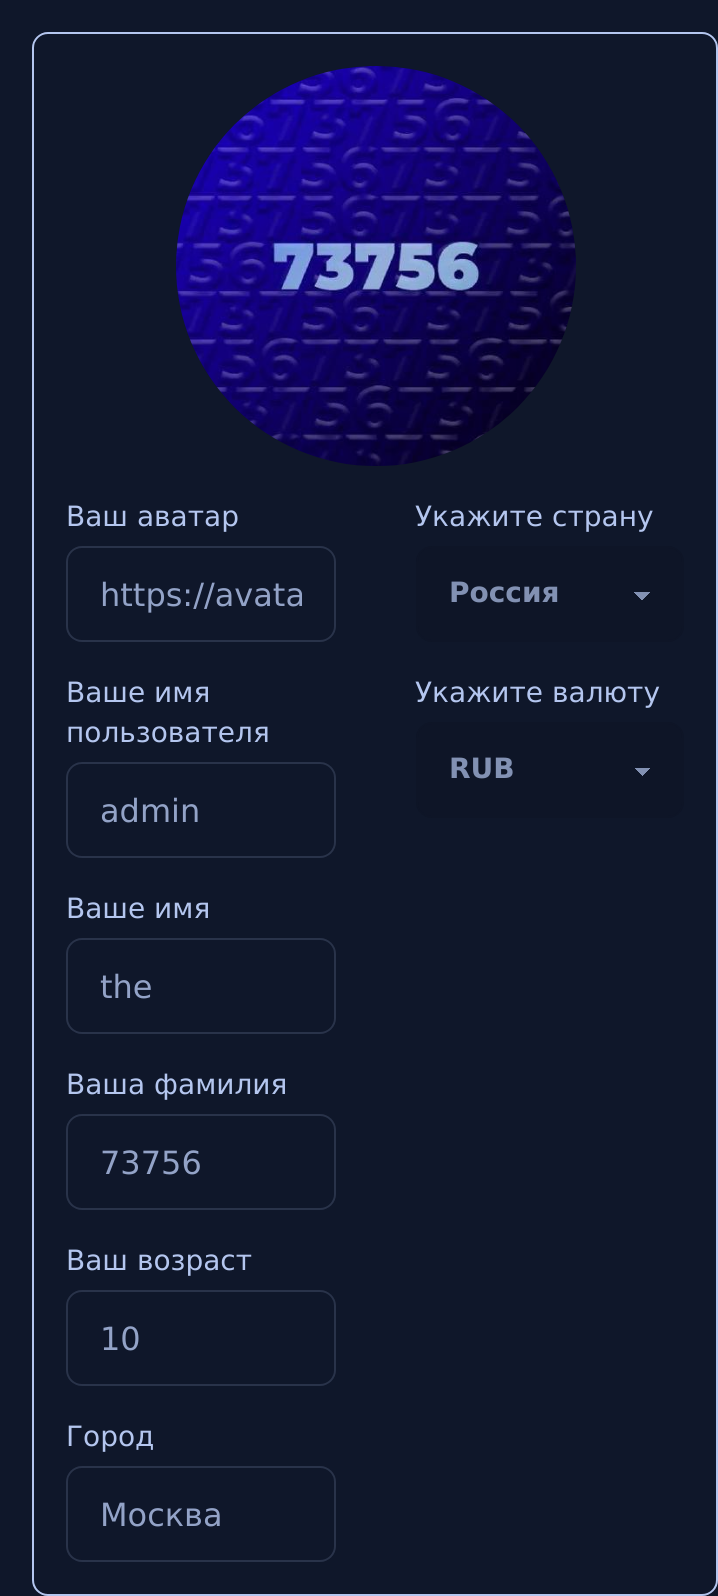 73756
Ваш аватар
https://avata
Ваше имя
пользователя
admin
Ваше имя
the
Ваша фамилия
73756
Ваш возраст
10
Город
Москва
Укажите страну
Россия
Укажите валюту
RUB